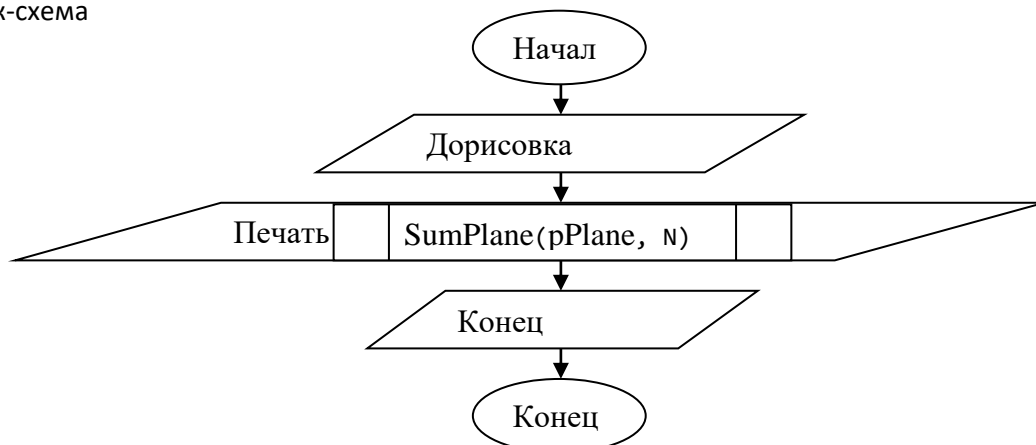 к-схема
Начал
Дорисовка
Печать SumPlane(pPlane, N)
Конец
Конец